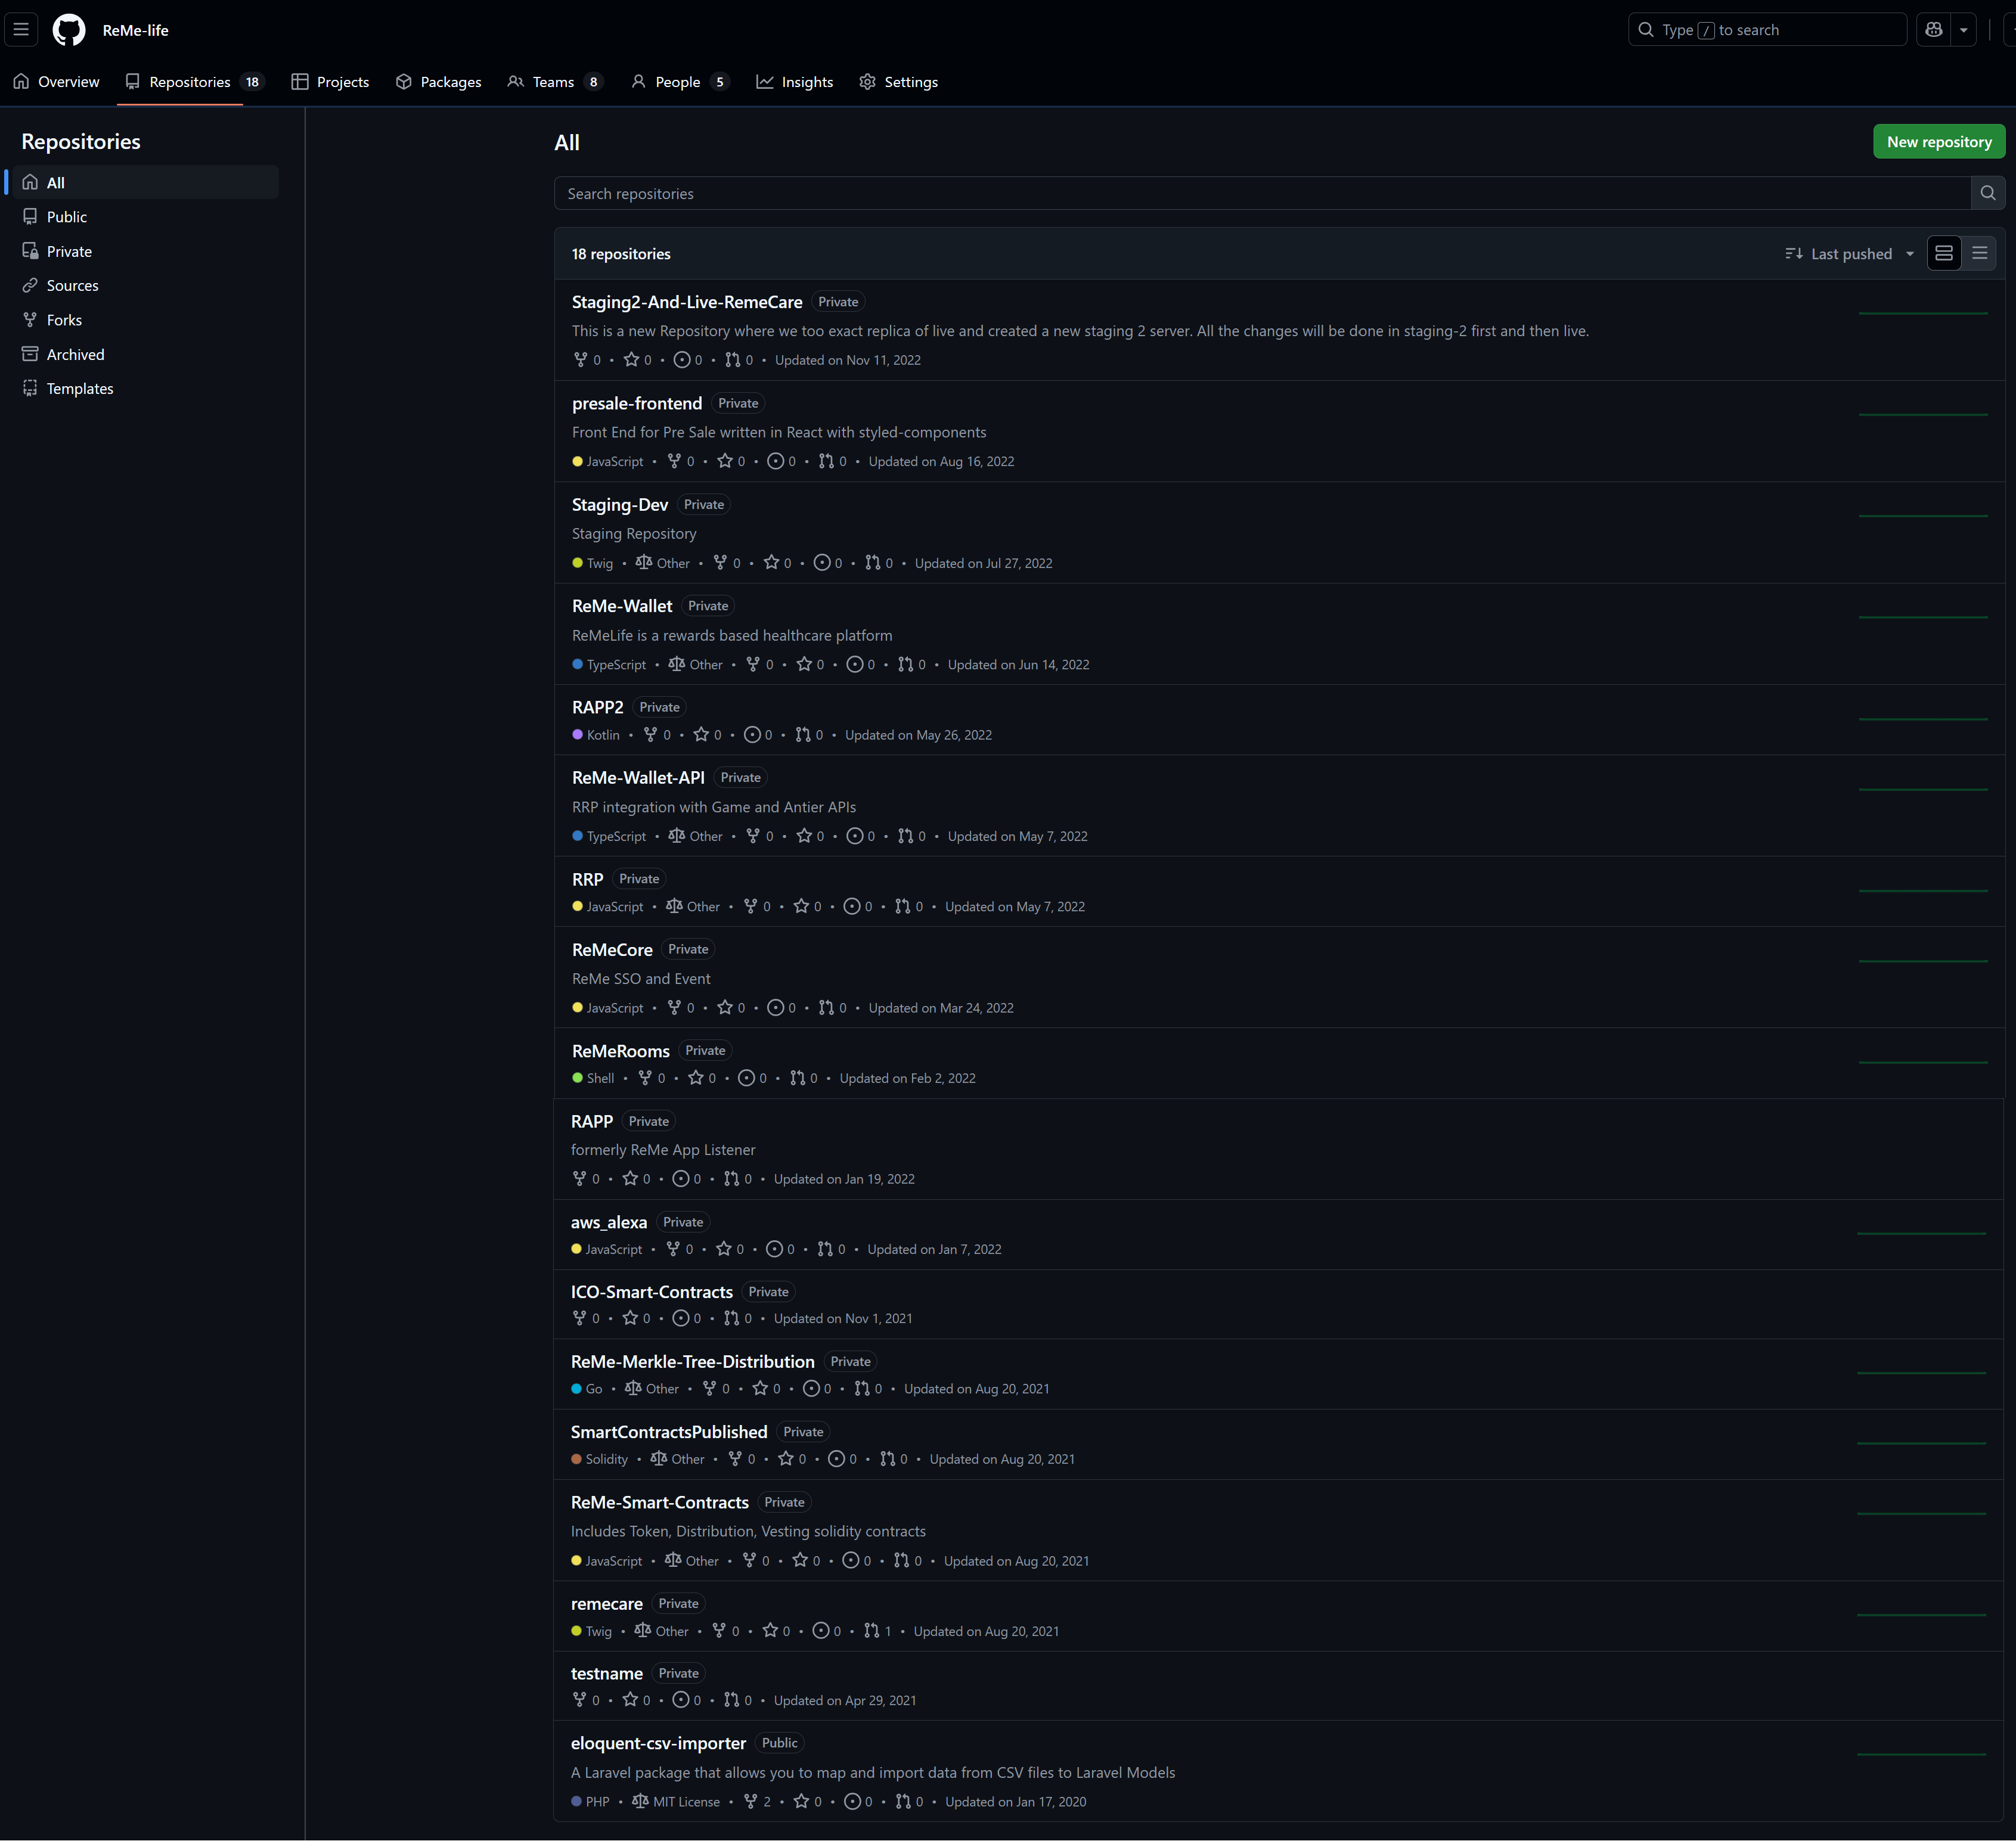 ReMe-life
Type / to search
Overview Repositories 18 Projects Packages Teams 8 People 5 Insights Settings
Repositories
All
Public
Private
Sources
Forks
Archived
Templates
All
New repository
Search repositories
18 repositories
Last pushed
Staging2-And-Live-RemeCare Private
This is a new Repository where we too exact replica of live and created a new staging 2 server. All the changes will be done in staging-2 first and then live.
0 • 0 • 0 • 0 • Updated on Nov 11, 2022
presale-frontend Private
Front End for Pre Sale written in React with styled-components
JavaScript • 0 • 0 • 0 • 0 • Updated on Aug 16, 2022
Staging-Dev Private
Staging Repository
Twig • Other • 0 • 0 • 0 • 0 • Updated on Jul 27, 2022
ReMe-Wallet Private
ReMeLife is a rewards based healthcare platform
TypeScript • Other • 0 • 0 • 0 • 0 • Updated on Jun 14, 2022
RAPP2 Private
Kotlin • 0 • 0 • 0 • 0 • Updated on May 26, 2022
ReMe-Wallet-API Private
RRP integration with Game and Antier APIs
TypeScript • Other • 0 • 0 • 0 • 0 • Updated on May 7, 2022
RRP Private
JavaScript • Other • 0 • 0 • 0 • 0 • Updated on May 7, 2022
ReMeCore Private
ReMe SSO and Event
JavaScript • 0 • 0 • 0 • 0 • Updated on Mar 24, 2022
ReMeRooms Private
Shell • 0 • 0 • 0 • 0 • Updated on Feb 2, 2022
RAPP Private
formerly ReMe App Listener
0 • 0 • 0 • 0 • Updated on Jan 19, 2022
aws_alexa Private
JavaScript • 0 • 0 • 0 • 0 • Updated on Jan 7, 2022
ICO-Smart-Contracts Private
0 • 0 • 0 • 0 • Updated on Nov 1, 2021
ReMe-Merkle-Tree-Distribution Private
Go • Other • 0 • 0 • 0 • 0 • Updated on Aug 20, 2021
SmartContractsPublished Private
Solidity • Other • 0 • 0 • 0 • 0 • Updated on Aug 20, 2021
ReMe-Smart-Contracts Private
Includes Token, Distribution, Vesting solidity contracts
JavaScript • Other • 0 • 0 • 0 • 0 • Updated on Aug 20, 2021
remecare Private
Twig • Other • 0 • 0 • 0 • 1 • Updated on Aug 20, 2021
testname Private
0 • 0 • 0 • 0 • Updated on Apr 29, 2021
eloquent-csv-importer Public
A Laravel package that allows you to map and import data from CSV files to Laravel Models
PHP • MIT License • 2 • 0 • 0 • 0 • Updated on Jan 17, 2020